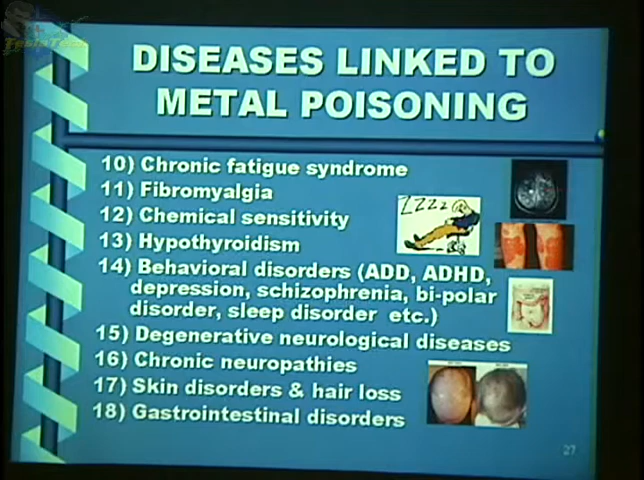 DISEASES LINKED TO
METAL POISONING
10) Chronic fatigue syndrome
11) Fibromyalgia
12) Chemical sensitivity
ZZZZ
13) Hypothyroidism
14) Behavioral disorders (ADD, ADHD,
depression, schizophrenia, bi-polar
disorder, sleep disorder etc.)
15) Degenerative neurological diseases
16) Chronic neuropathies
17) Skin disorders & hair loss
18) Gastrointestinal disorders
27